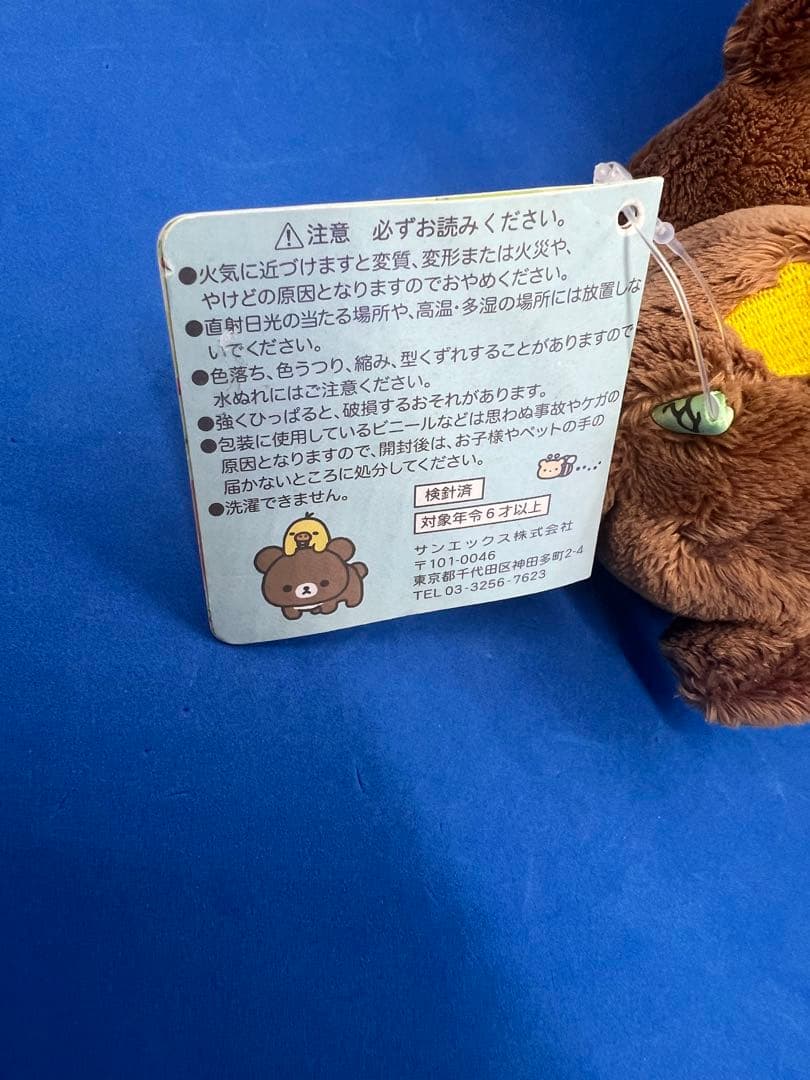 ⚠注意 必ずお読みください。
●火気に近づけますと変質、変形または火災や、
やけどの原因となりますのでおやめください。
●直射日光の当たる場所や、高温・多湿の場所には放置しな
いでください。
●色落ち、色うつり、縮み、型くずれすることがありますので
水ぬれにはご注意ください。
●強くひっぱると、破損するおそれがあります。
●包装に使用しているビニールなどは思わぬ事故やケガの
原因となりますので、開封後は、お子様やペットの手の
届かないところに処分してください。
●洗濯できません。
検針済
対象年令6才以上
サンエックス株式会社
〒101-0046
東京都千代田区神田多町2-4
TEL 03-3256-7623